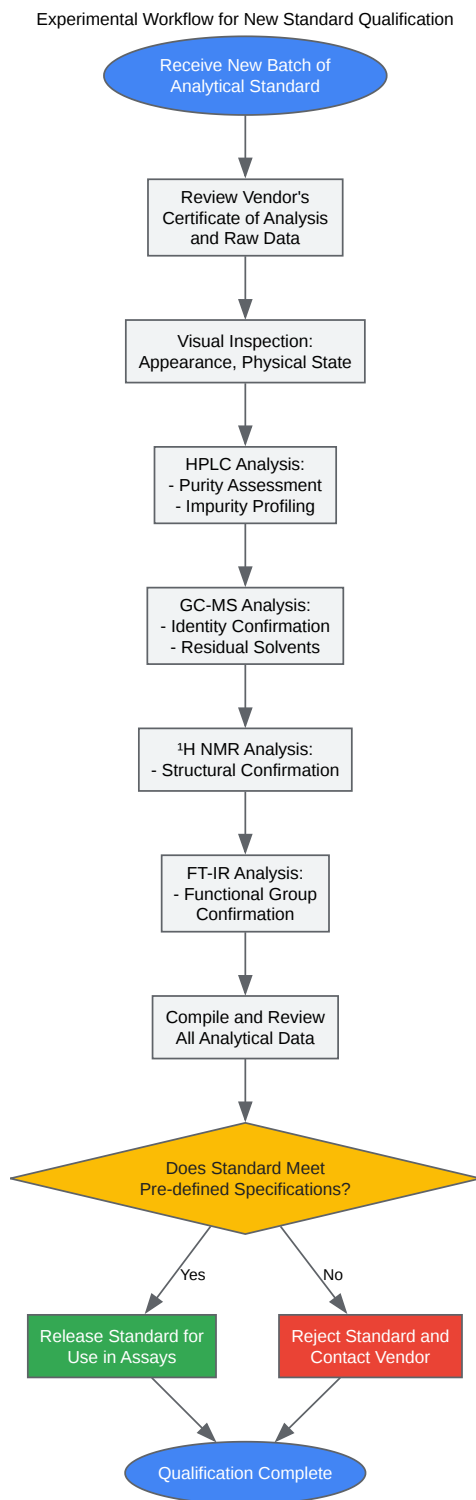 Experimental Workflow for New Standard Qualification
Receive New Batch of
Analytical Standard
Review Vendor's
Certificate of Analysis
and Raw Data
Visual Inspection:
Appearance, Physical State
HPLC Analysis:
- Purity Assessment
- Impurity Profiling
GC-MS Analysis:
- Identity Confirmation
- Residual Solvents
¹H NMR Analysis:
- Structural Confirmation
FT-IR Analysis:
- Functional Group
Confirmation
Compile and Review
All Analytical Data
Does Standard Meet
Pre-defined Specifications?
Yes
No
Release Standard for
Use in Assays
Reject Standard and
Contact Vendor
Qualification Complete